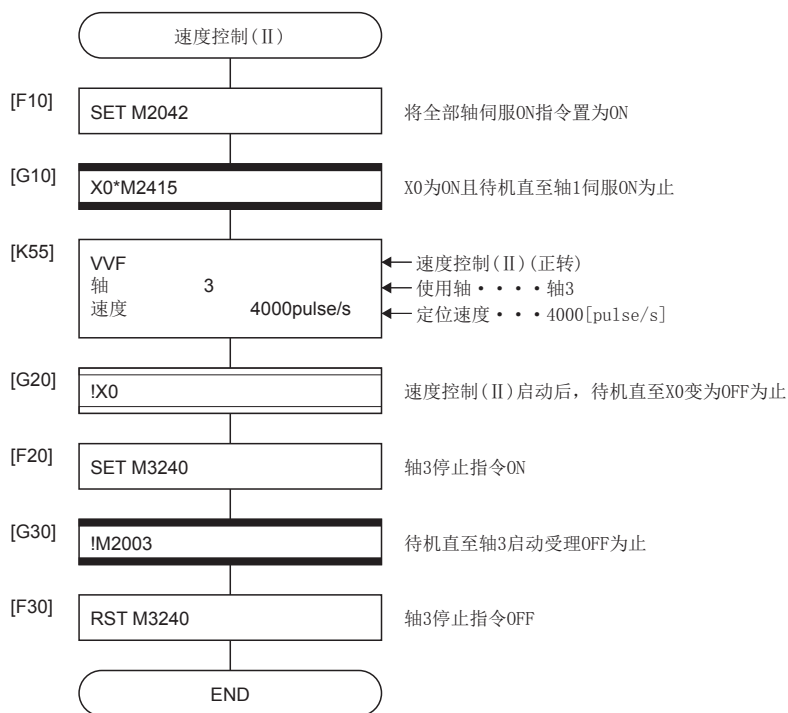 速度控制(Ⅱ)
[F10]
SET M2042
将全部轴伺服ON指令置为ON
[G10]
X0*M2415
X0为ON且待机直至轴1伺服ON为止
[K55]
VVF
速度控制(Ⅱ)(正转)
轴 3
使用轴・・・・轴3
速度 4000pulse/s
定位速度・・・4000[pulse/s]
[G20]
!X0
速度控制(Ⅱ)启动后，待机直至X0变为OFF为止
[F20]
SET M3240
轴3停止指令ON
[G30]
!M2003
待机直至轴3启动受理OFF为止
[F30]
RST M3240
轴3停止指令OFF
END